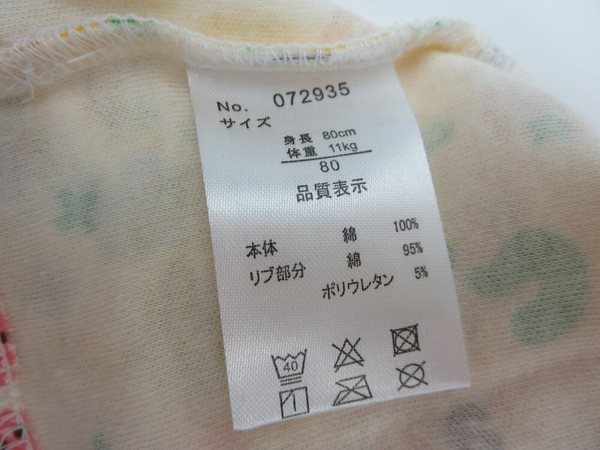 No. 072935
サイズ
身長 80cm
体重 11kg
80
品質表示
本体 綿 100%
リブ部分 綿 95%
ポリウレタン 5%
40